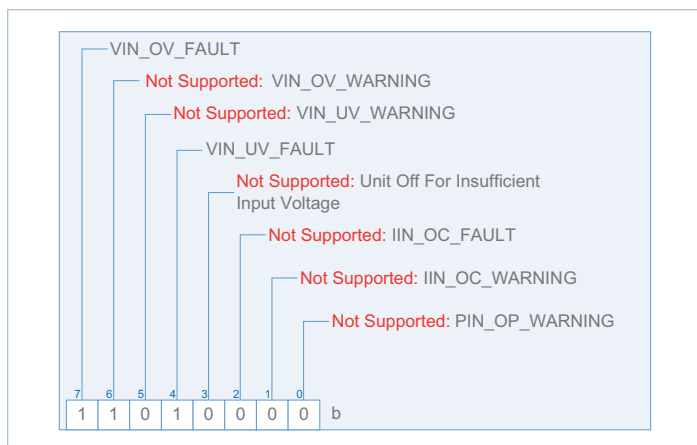 VIN_OV_FAULT
Not Supported: VIN_OV_WARNING
Not Supported: VIN_UV_WARNING
VIN_UV_FAULT
Not Supported: Unit Off For Insufficient
Input Voltage
Not Supported: IIN_OC_FAULT
Not Supported: IIN_OC_WARNING
Not Supported: PIN_OP_WARNING
7 6 5 4 3 2 1 0
1 1 0 1 0 0 0 0 b